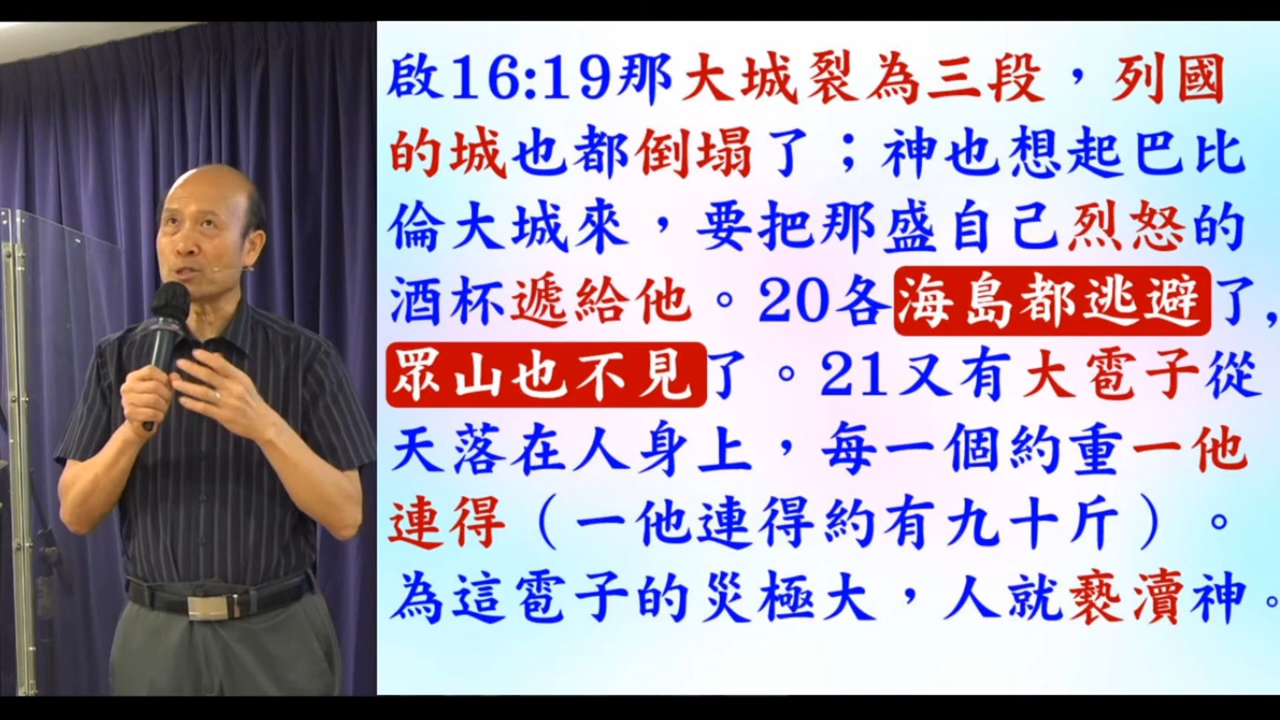 啟16:19那大城裂為三段，列國
的城也都倒塌了；神也想起巴比
倫大城來，要把那盛自己烈怒的
酒杯遞給他。20各海島都逃避了,
眾山也不見了。21又有大雹子從
天落在人身上，每一個約重一他
連得（一他連得約有九十斤）。
為這雹子的災極大，人就褻瀆神。